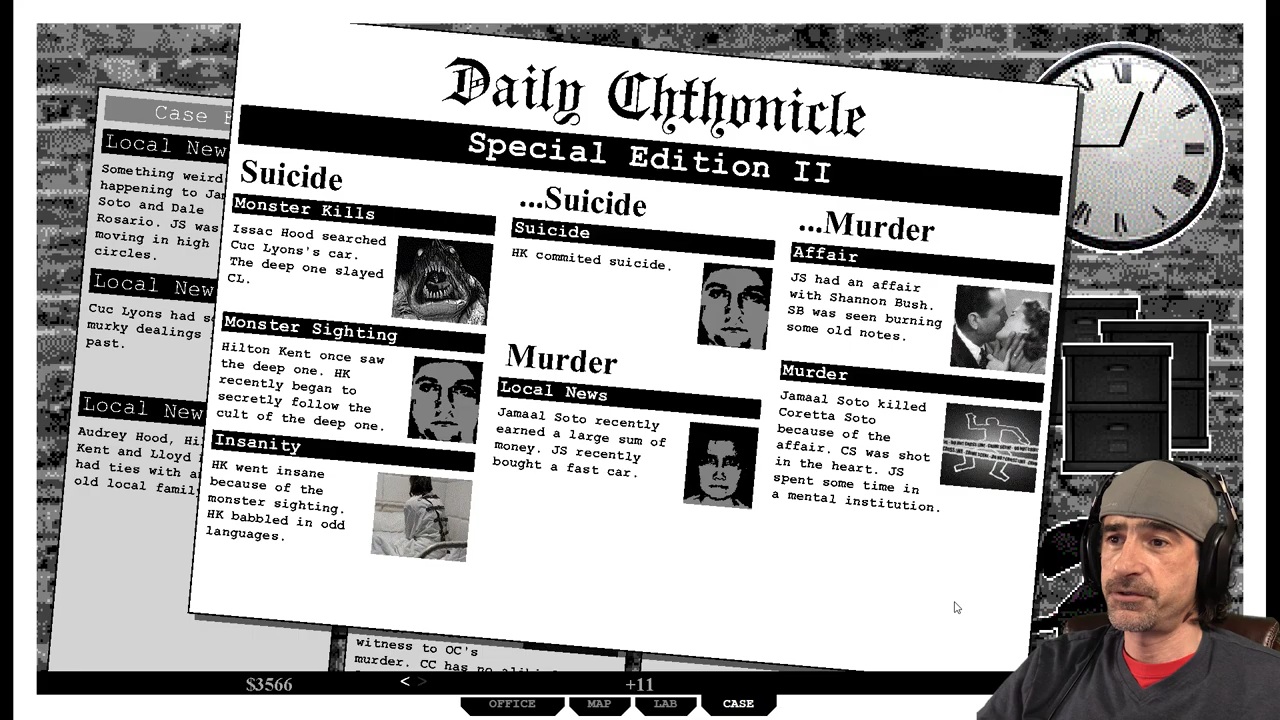 Daily Chthonicle
Special Edition II
Suicide
Monster Kills
Issac Hood searched
Cuc Lyons's car.
The deep one slayed
CL.
Monster Sighting
Hilton Kent once saw
the deep one. HK
recently began to
secretly follow the
cult of the deep one.
Insanity
HK went insane
because of the
monster sighting.
HK babbled in odd
languages.
...Suicide
Suicide
HK commited suicide.
Murder
Local News
Jamaal Soto recently
earned a large sum of
money. JS recently
bought a fast car.
...Murder
Affair
JS had an affair
with Shannon Bush.
SB was seen burning
some old notes.
Murder
Jamaal Soto killed
Coretta Soto
because of the
affair. CS was shot
in the heart. JS
spent some time in
a mental institution.
Case
Local New
Something weird
happening to
Soto and Dale
Rosario. JS was
moving in high
circles.
Local New
Cuc Lyons had
murky dealings
past.
Local New
Audrey Hood,
Kent and Lloyd
had ties with
old local
witness to OC's
murder. CC has no
$3566
< >
+11
OFFICE
MAP
LAB
CASE